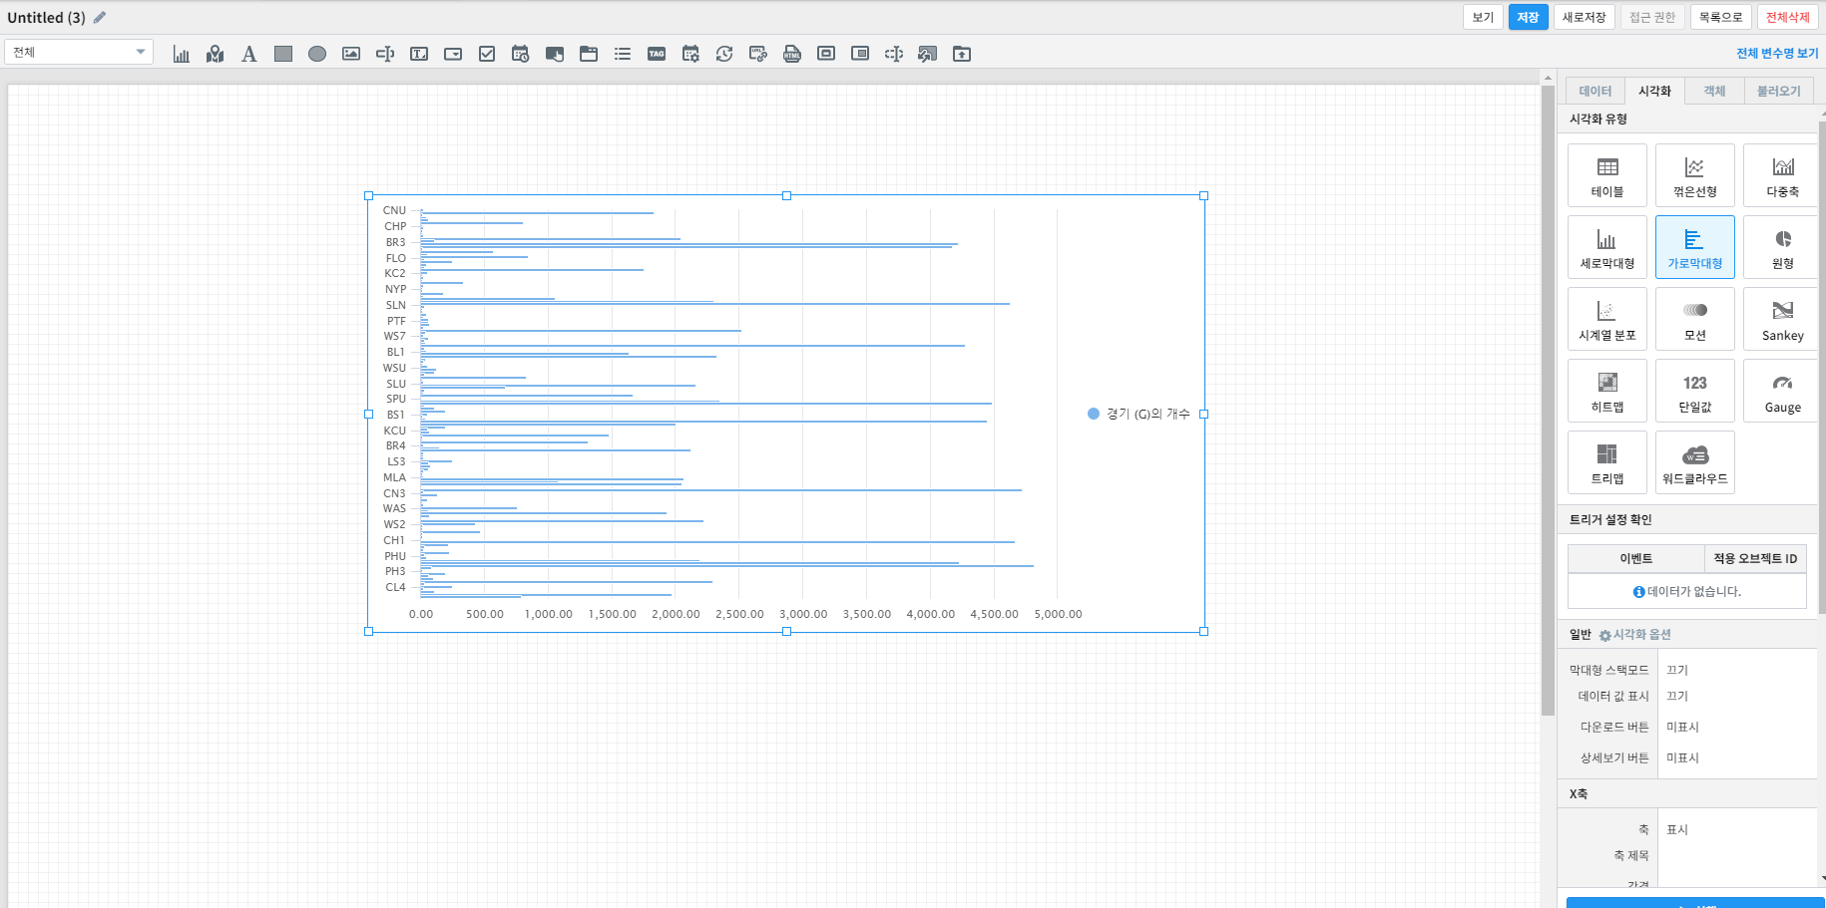 Untitled (3)
보기
저장
새로저장
접근 권한
목록으로
전체삭제
전체
T
TAG
HTML
전체 변수명 보기
데이터
시각화
객체
불러오기
시각화 유형
테이블
꺾은선형
다중축
세로막대형
가로막대형
원형
시계열 분포
모션
Sankey
123
히트맵
단일값
Gauge
트리맵
워드클라우드
트리거 설정 확인
이벤트
적용 오브젝트 ID
데이터가 없습니다.
일반
시각화 옵션
막대형 스택모드
끄기
데이터 값 표시
끄기
다운로드 버튼
미표시
상세보기 버튼
미표시
X축
축
표시
축 제목
CNU
CHP
BR3
FLO
KC2
NYP
SLN
PTF
WS7
BL1
WSU
SLU
SPU
BS1
KCU
BR4
LS3
MLA
CN3
WAS
WS2
CH1
PHU
PH3
CL4
경기 (G)의 개수
0.00 500.00 1,000.00 1,500.00 2,000.00 2,500.00 3,000.00 3,500.00 4,000.00 4,500.00 5,000.00